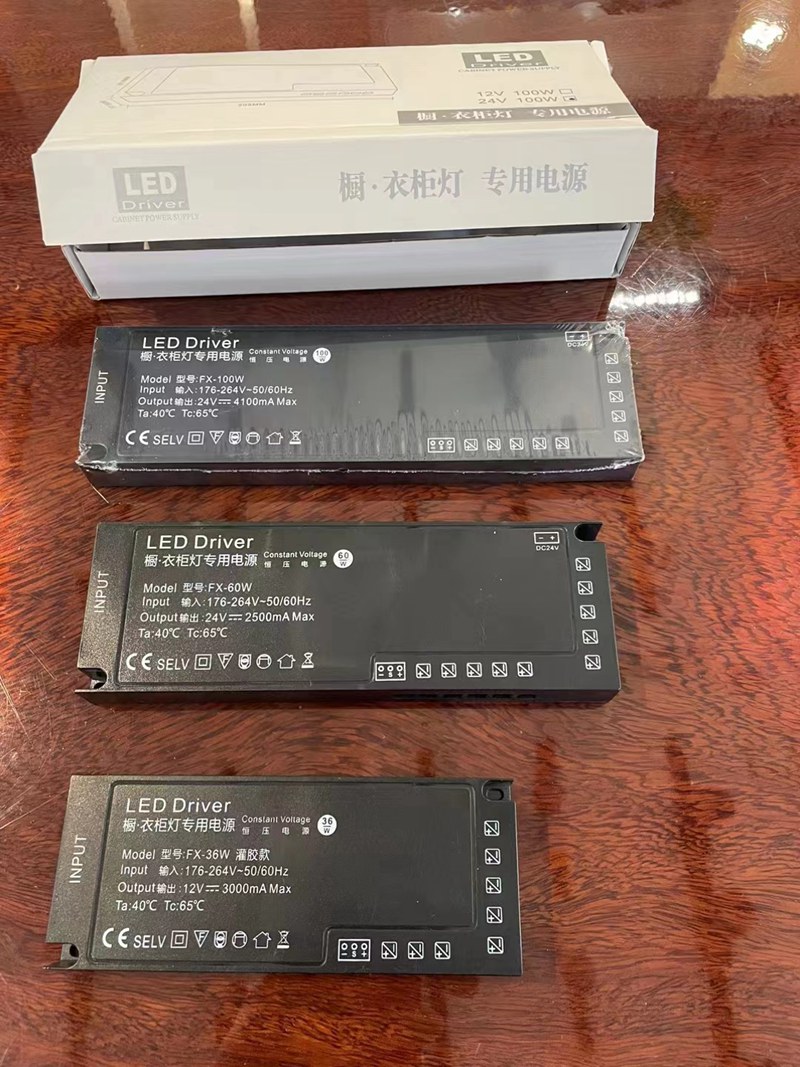 LED
Driver
CABINET POWER SUPPLY
12V 100W
24V 100W
橱·衣柜灯 专用电源
LED
Driver
CABINET POWER SUPPLY
橱·衣柜灯 专用电源
INPUT
LED Driver
橱·衣柜灯专用电源
Constant Voltage
恒 压 电 源
100
W
Model 型号:FX-100W
Input 输入:176-264V~50/60Hz
Output输出:24V⎓4100mA Max
Ta:40℃ Tc:65℃
CE SELV F
- S +
- +
INPUT
LED Driver
橱·衣柜灯专用电源
Constant Voltage
恒 压 电 源
60
W
Model 型号:FX-60W
Input 输入:176-264V~50/60Hz
Output输出:24V⎓2500mA Max
Ta:40℃ Tc:65℃
CE SELV F
- S +
- +
DC24V
INPUT
LED Driver
橱·衣柜灯专用电源
Constant Voltage
恒 压 电 源
36
W
Model 型号:FX-36W 灌胶款
Input 输入:176-264V~50/60Hz
Output输出:12V⎓3000mA Max
Ta:40℃ Tc:65℃
CE SELV F
- S +